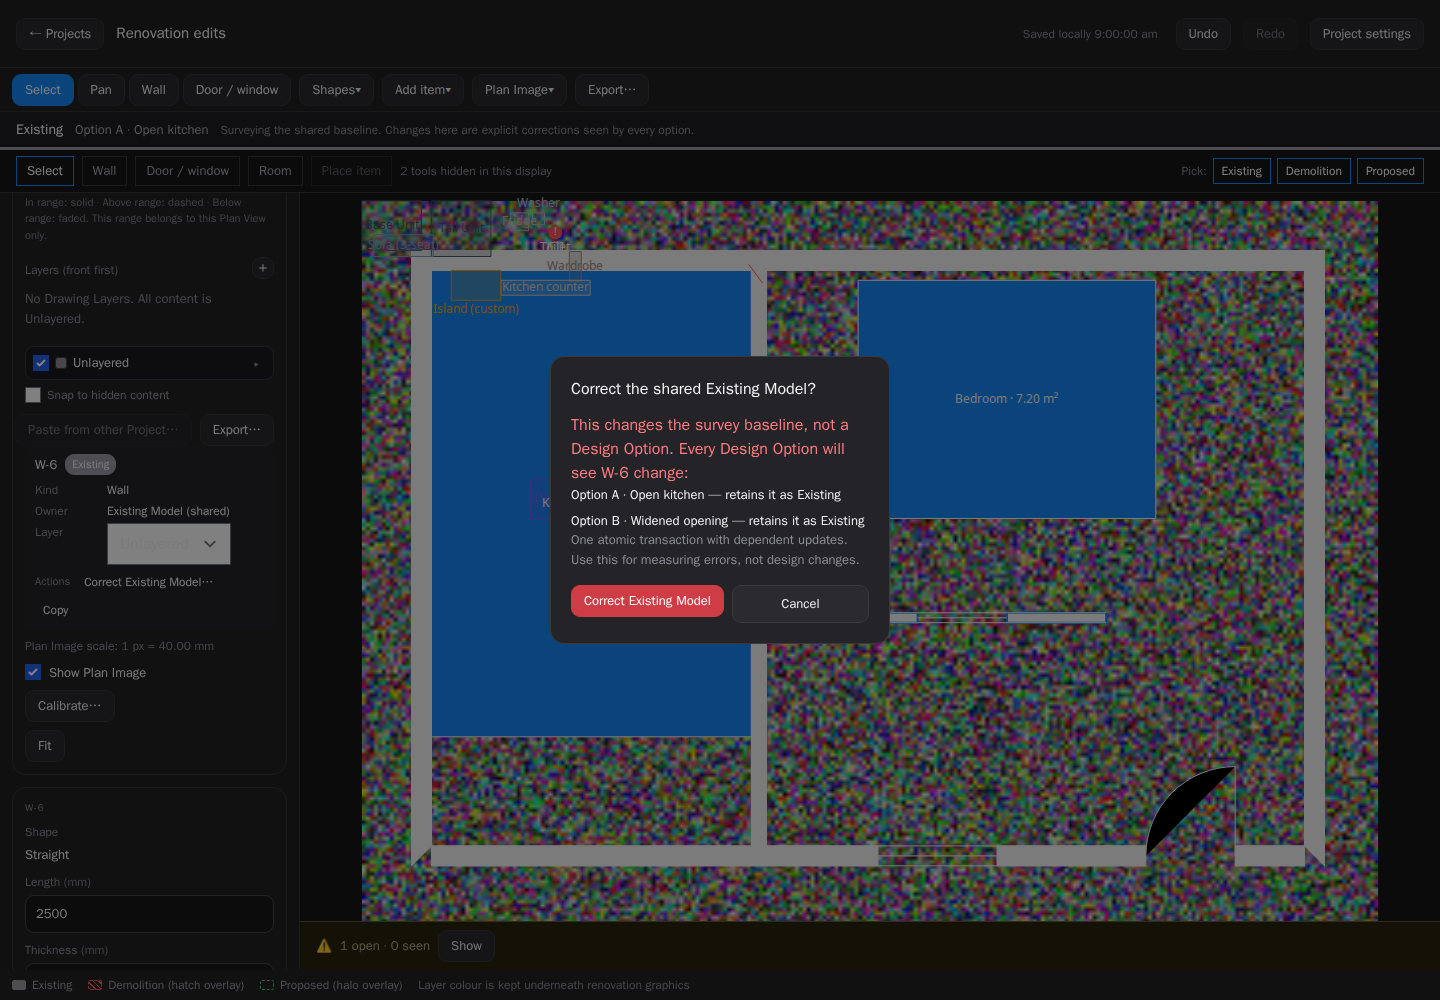 ← Projects
Renovation edits
Saved locally 9:00:00 am
Undo
Redo
Project settings
Select
Pan
Wall
Door / window
Shapes▾
Add item▾
Plan Image▾
Export···
Existing
Option A · Open kitchen
Surveying the shared baseline. Changes here are explicit corrections seen by every option.
Select
Wall
Door / window
Room
Place item
2 tools hidden in this display
Pick:
Existing
Demolition
Proposed
In range: solid · Above range: dashed · Below
range: faded. This range belongs to this Plan View
only.
Layers (front first)
+
No Drawing Layers. All content is
Unlayered.
Unlayered
Snap to hidden content
Paste from other Project···
Export···
W-6
Existing
Kind
Wall
Owner
Existing Model (shared)
Layer
Unlayered
Actions
Correct Existing Model···
Copy
Plan Image scale: 1 px = 40.00 mm
Show Plan Image
Calibrate···
Fit
W-6
Shape
Straight
Length (mm)
2500
Thickness (mm)
Washer
Toilet
Wardrobe
Kitchen counter
Island (custom)
Bedroom · 7.20 m²
K
Correct the shared Existing Model?
This changes the survey baseline, not a
Design Option. Every Design Option will
see W-6 change:
Option A · Open kitchen — retains it as Existing
Option B · Widened opening — retains it as Existing
One atomic transaction with dependent updates.
Use this for measuring errors, not design changes.
Correct Existing Model
Cancel
1 open · 0 seen
Show
Existing
Demolition (hatch overlay)
Proposed (halo overlay)
Layer colour is kept underneath renovation graphics